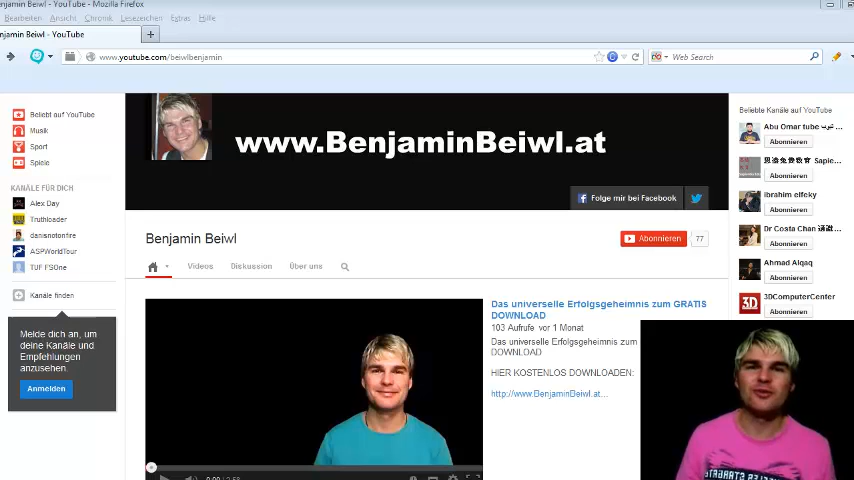 enjamin Beiwl - YouTube - Mozilla Firefox
Bearbeiten Ansicht Chronik Lesezeichen Extras Hilfe
njamin Beiwl - YouTube
www.youtube.com/beiwlbenjamin
Web Search
Beliebt auf YouTube
Musik
Sport
Spiele
KANÄLE FÜR DICH
Alex Day
Truthloader
danisnotonfire
ASPWorldTour
TUF FSOne
Kanäle finden
Melde dich an, um
deine Kanäle und
Empfehlungen
anzusehen.
Anmelden
www.BenjaminBeiwl.at
Folge mir bei Facebook
Benjamin Beiwl
Abonnieren 77
Videos Diskussion Über uns
Das universelle Erfolgsgeheimnis zum GRATIS
DOWNLOAD
103 Aufrufe vor 1 Monat
Das universelle Erfolgsgeheimnis zum
DOWNLOAD
HIER KOSTENLOS DOWNLOADEN:
http://www.BenjaminBeiwl.at...
Beliebte Kanäle auf YouTube
Abu Omar tube
Abonnieren
Sapie...
Abonnieren
ibrahim elfeky
Abonnieren
Dr Costa Chan
Abonnieren
Ahmad Alqaq
Abonnieren
3DComputerCenter
Abonnieren
3D